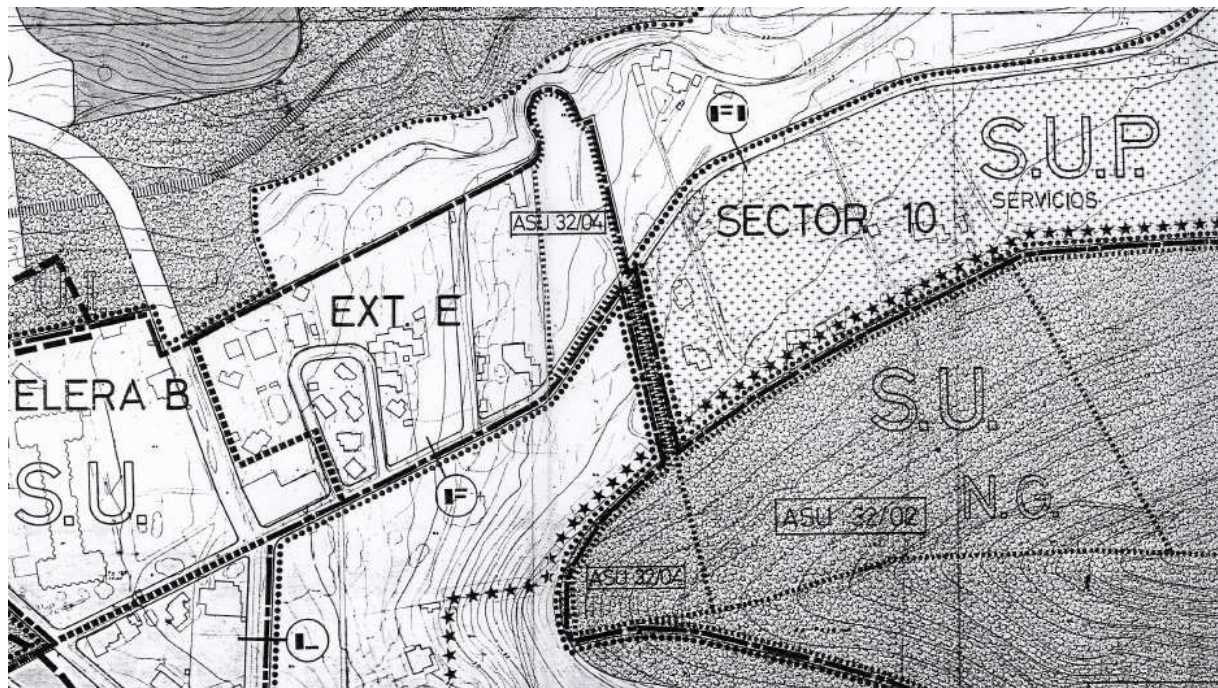 S.U.P.
SERVICIOS
SECTOR 10
ASU 32/04
EXT E
ELERA B
S.U.
S.U.
N.G.
ASU 32/02
ASU 32/04